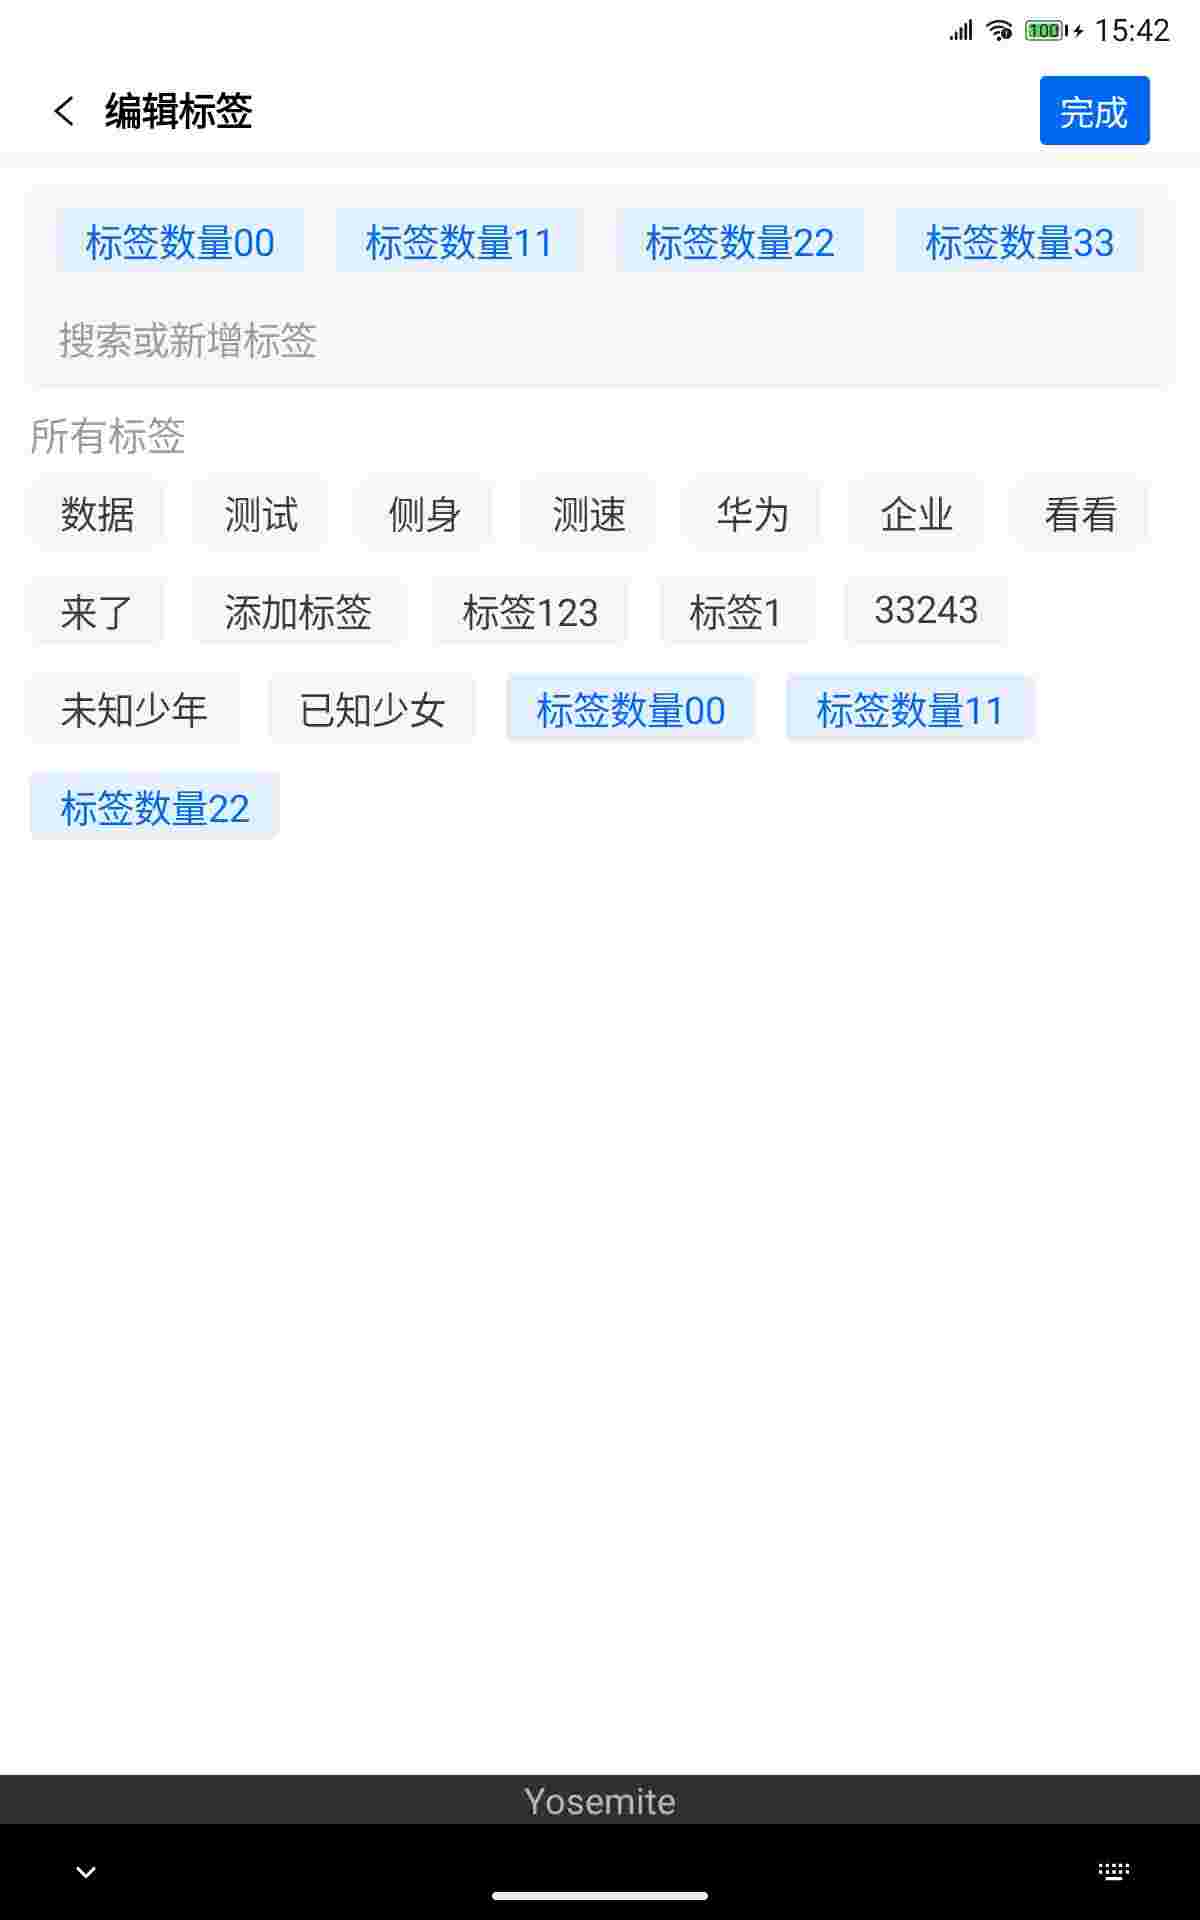 100 15:42
编辑标签 完成
标签数量00 标签数量11 标签数量22 标签数量33
搜索或新增标签
所有标签
数据 测试 侧身 测速 华为 企业 看看
来了 添加标签 标签123 标签1 33243
未知少年 已知少女 标签数量00 标签数量11
标签数量22
Yosemite